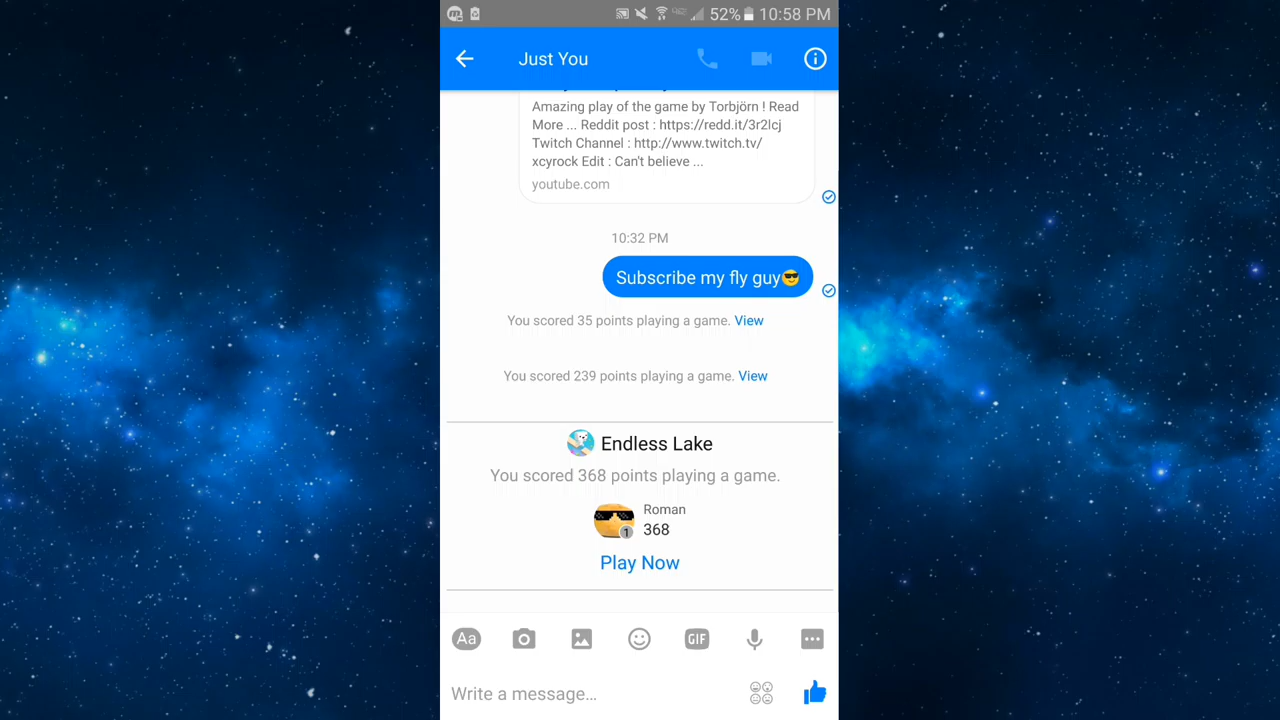 52% 10:58 PM
Just You
Amazing play of the game by Torbjörn ! Read
More ... Reddit post : https://redd.it/3r2lcj
Twitch Channel : http://www.twitch.tv/
xcyrock Edit : Can't believe ...
youtube.com
10:32 PM
Subscribe my fly guy😎
You scored 35 points playing a game. View
You scored 239 points playing a game. View
Endless Lake
You scored 368 points playing a game.
Roman
1
368
Play Now
Aa
GIF
Write a message...